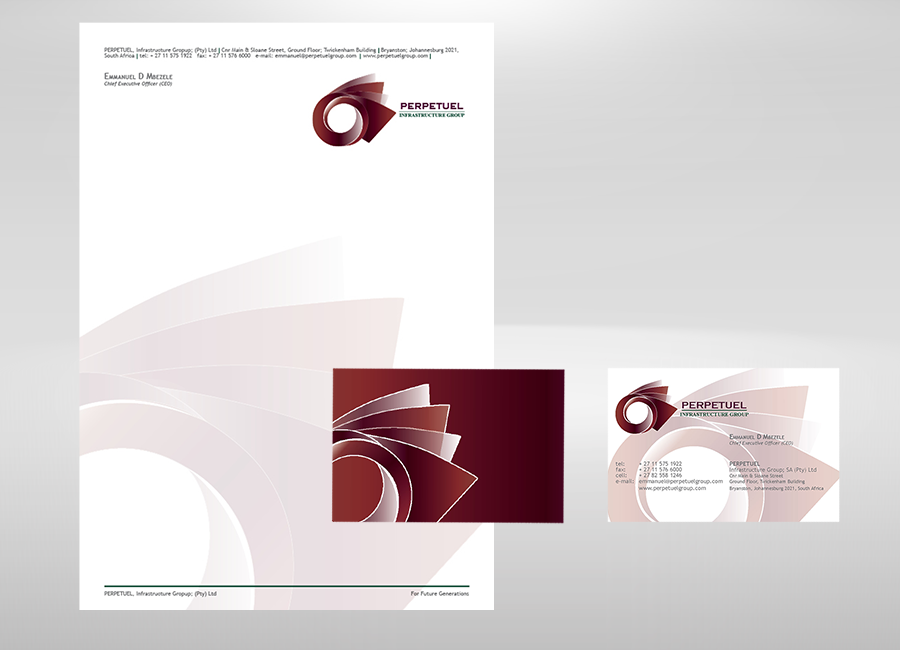 PERPETUEL, Infrastructure Gropup; (Pty) Ltd | Cnr Main & Sloane Street, Ground Floor; Twickenham Building | Bryanston; Johannesburg 2021,
South Africa | tel: + 27 11 575 1922 fax: + 27 11 576 6000 e-mail: emmanuel@perpetuelgroup.com | www.perpetuelgroup.com |
Emmanuel D Mbezele
Chief Executive Officer (CEO)
PERPETUEL
INFRASTRUCTURE GROUP
PERPETUEL, Infrastructure Gropup; (Pty) Ltd
For Future Generations
PERPETUEL
INFRASTRUCTURE GROUP
Emmanuel D Mbezele
Chief Executive Officer (CEO)
tel: + 27 11 575 1922
fax: + 27 11 576 6000
cell: + 27 82 558 1246
e-mail: emmanuel@perpetuelgroup.com
www.perpetuelgroup.com
PERPETUEL
Infrastructure Group; SA (Pty) Ltd
Cnr Main & Sloane Street
Ground Floor, Twickenham Building
Bryanston, Johannesburg 2021, South Africa